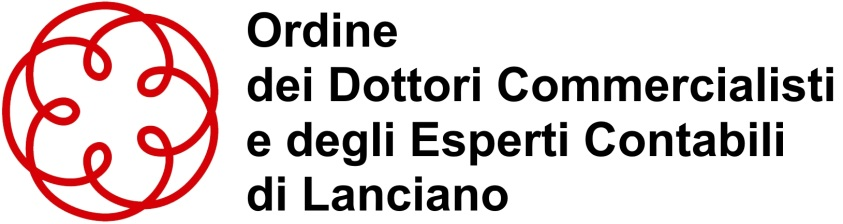 Ordine
dei Dottori Commercialisti
e degli Esperti Contabili
di Lanciano